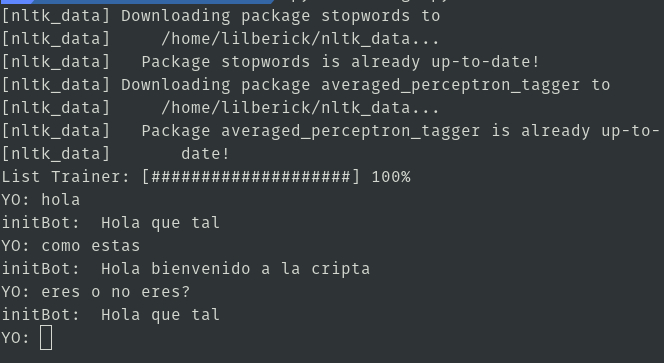 [nltk_data] Downloading package stopwords to
[nltk_data]     /home/lilberick/nltk_data...
[nltk_data]   Package stopwords is already up-to-date!
[nltk_data] Downloading package averaged_perceptron_tagger to
[nltk_data]     /home/lilberick/nltk_data...
[nltk_data]   Package averaged_perceptron_tagger is already up-to-
[nltk_data]       date!
List Trainer: [####################] 100%
YO: hola
initBot:  Hola que tal
YO: como estas
initBot:  Hola bienvenido a la cripta
YO: eres o no eres?
initBot:  Hola que tal
YO: